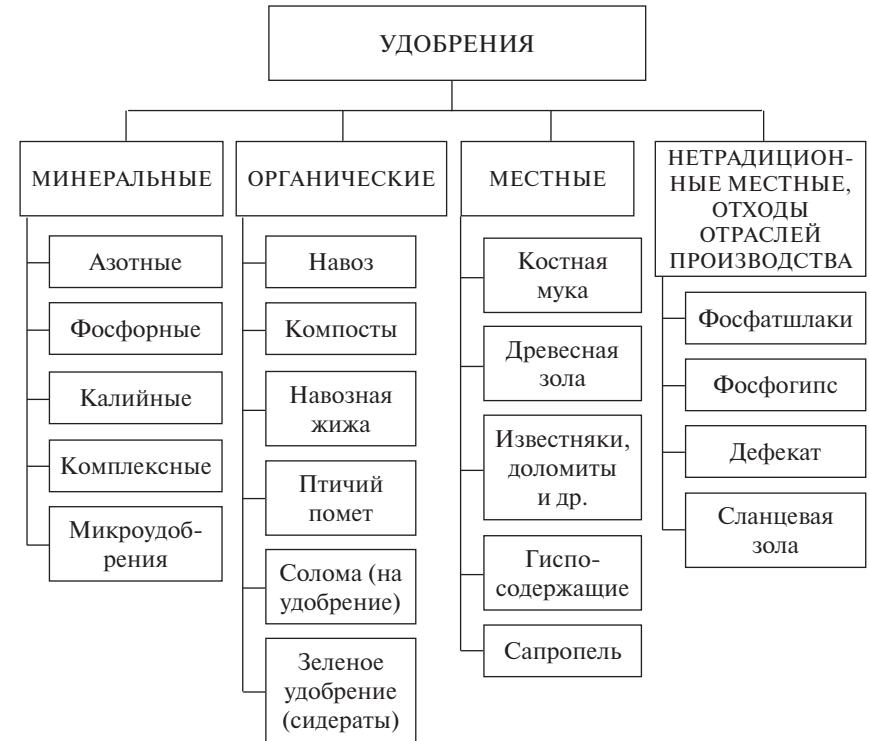 УДОБРЕНИЯ
МИНЕРАЛЬНЫЕ
Азотные
Фосфорные
Калийные
Комплексные
Микроудоб-
рения
ОРГАНИЧЕСКИЕ
Навоз
Компосты
Навозная
жижа
Птичий
помет
Солома (на
удобрение)
Зеленое
удобрение
(сидераты)
МЕСТНЫЕ
Костная
мука
Древесная
зола
Известняки,
доломиты
и др.
Гиспо-
содержащие
Сапропель
НЕТРАДИЦИОН-
НЫЕ МЕСТНЫЕ,
ОТХОДЫ
ОТРАСЛЕЙ
ПРОИЗВОДСТВА
Фосфатшлаки
Фосфогипс
Дефекат
Сланцевая
зола